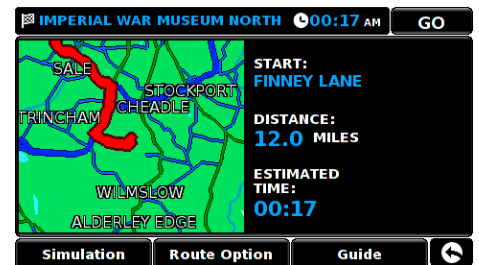 IMPERIAL WAR MUSEUM NORTH 00:17 AM GO
SALE
STOCKPORT
CHEADLE
TRINCHAM
WILMSLOW
ALDERLEY EDGE
START:
FINNEY LANE
DISTANCE:
12.0 MILES
ESTIMATED
TIME:
00:17
Simulation Route Option Guide